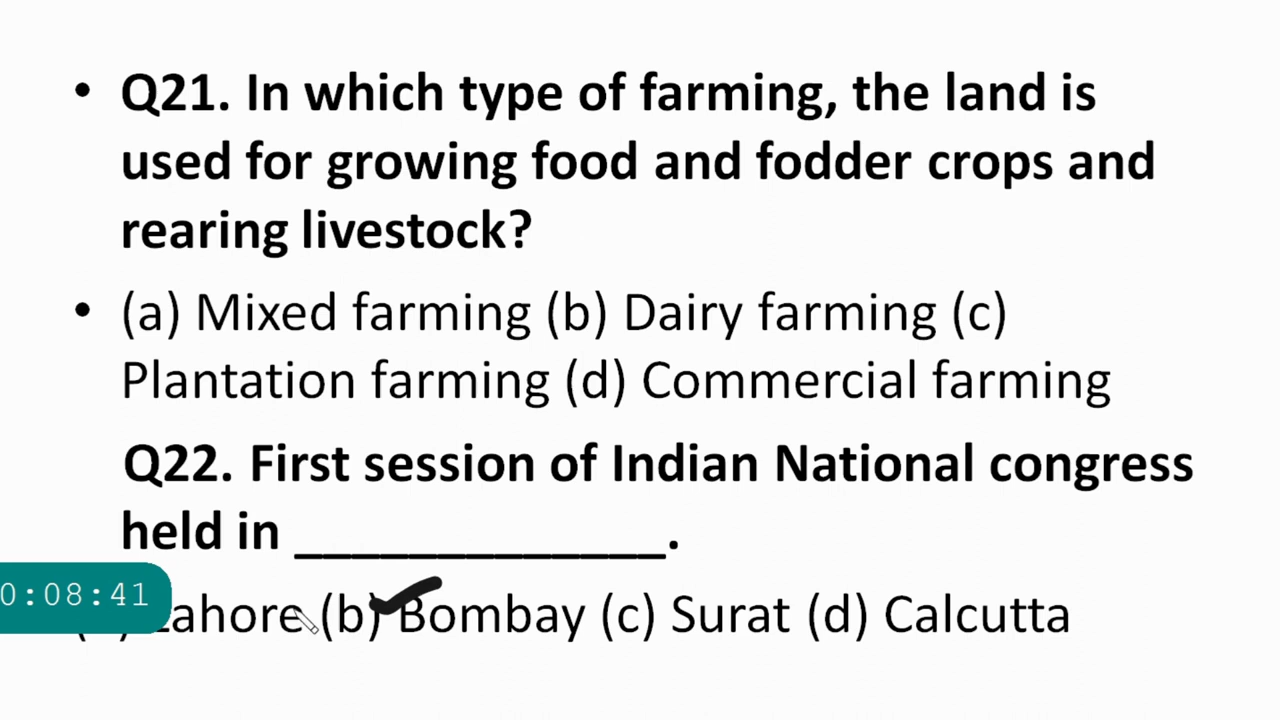 • Q21. In which type of farming, the land is
used for growing food and fodder crops and
rearing livestock?
• (a) Mixed farming (b) Dairy farming (c)
Plantation farming (d) Commercial farming
Q22. First session of Indian National congress
held in _____________.
0:08:41
Lahore (b) Bombay (c) Surat (d) Calcutta